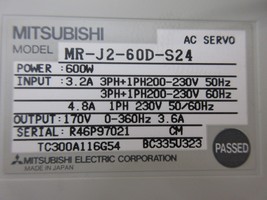 MITSUBISHI
AC SERVO
MODEL MR-J2-60D-S24
POWER :600W
INPUT :3.2A 3PH+1PH200-230V 50Hz
3PH+1PH200-230V 60Hz
4.8A 1PH 230V 50/60Hz
OUTPUT:170V 0-360Hz 3.6A
SERIAL: R46P97021 CM
TC300A116G54 BC335U323
MITSUBISHI ELECTRIC CORPORATION
MADE IN JAPAN
PASSED